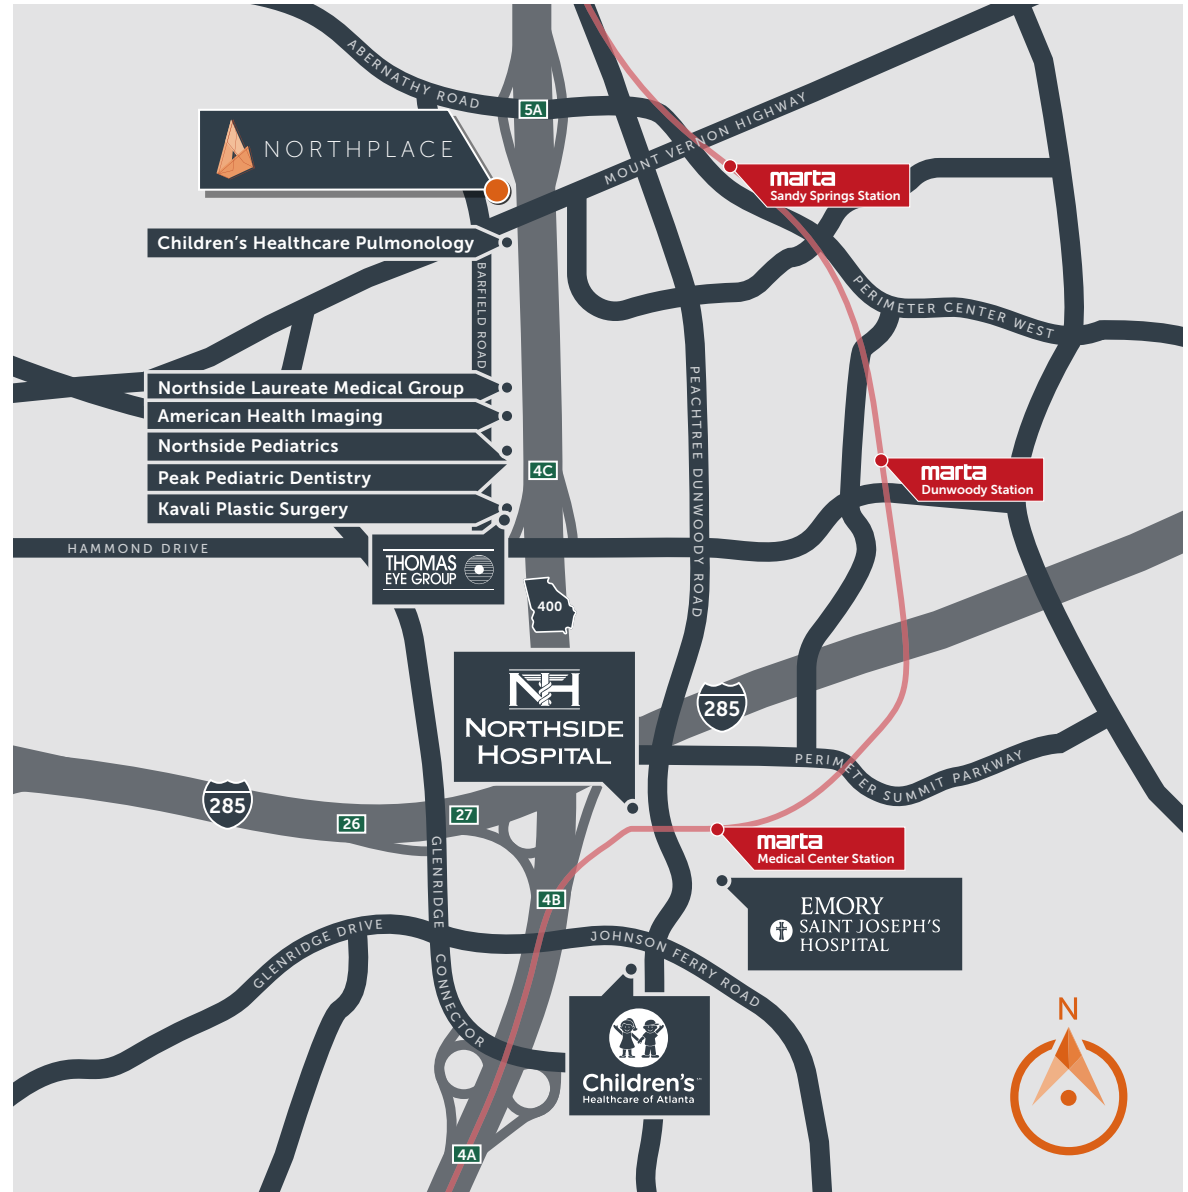 ABERNATHY ROAD
5A
MOUNT VERNON HIGHWAY
NORTHPLACE
marta
Sandy Springs Station
Children's Healthcare Pulmonology
BARFIELD ROAD
PERIMETER CENTER WEST
Northside Laureate Medical Group
American Health Imaging
Northside Pediatrics
Peak Pediatric Dentistry
Kavali Plastic Surgery
4C
PEACHTREE DUNWOODY ROAD
marta
Dunwoody Station
HAMMOND DRIVE
THOMAS
EYE GROUP
400
NH
NORTHSIDE
HOSPITAL
285
285
PERIMETER SUMMIT PARKWAY
26
27
marta
Medical Center Station
GLENRIDGE CONNECTOR
4B
EMORY
SAINT JOSEPH'S
HOSPITAL
GLENRIDGE DRIVE
JOHNSON FERRY ROAD
Children's
Healthcare of Atlanta
4A
N